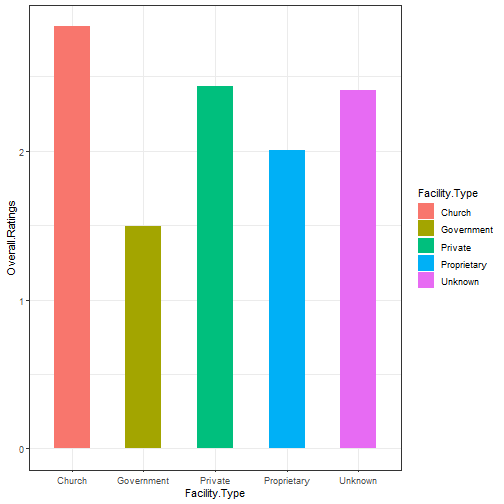 Overall.Ratings
2
1
0
Church Government Private Proprietary Unknown
Facility.Type
Facility.Type
Church
Government
Private
Proprietary
Unknown